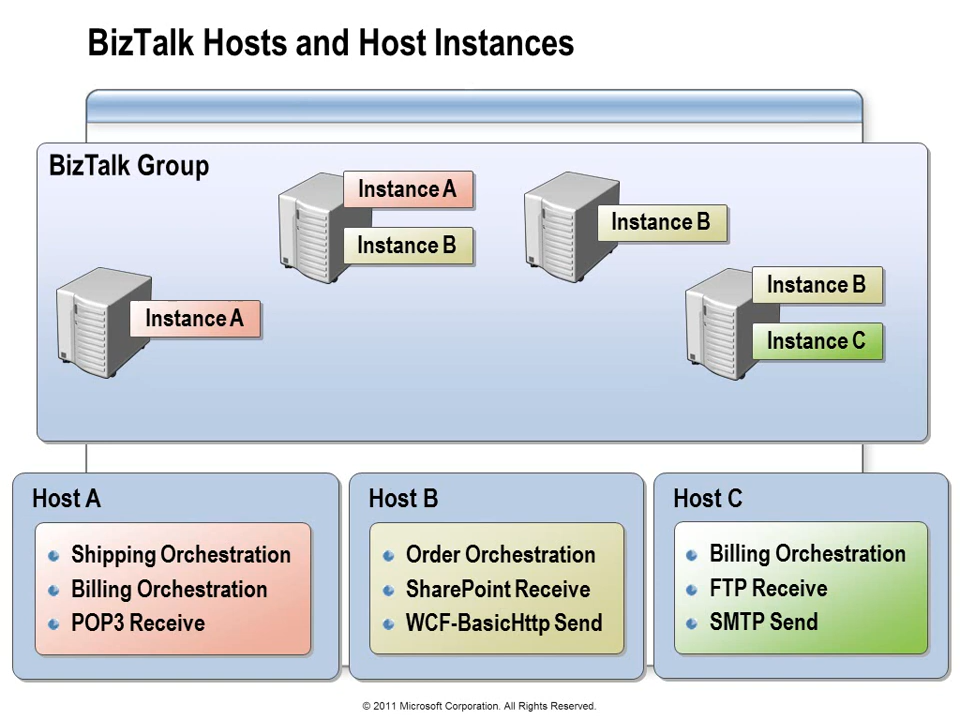 BizTalk Hosts and Host Instances
BizTalk Group
Instance A
Instance B
Instance B
Instance A
Instance B
Instance C
Host A
Shipping Orchestration
Billing Orchestration
POP3 Receive
Host B
Order Orchestration
SharePoint Receive
WCF-BasicHttp Send
Host C
Billing Orchestration
FTP Receive
SMTP Send
© 2011 Microsoft Corporation. All Rights Reserved.